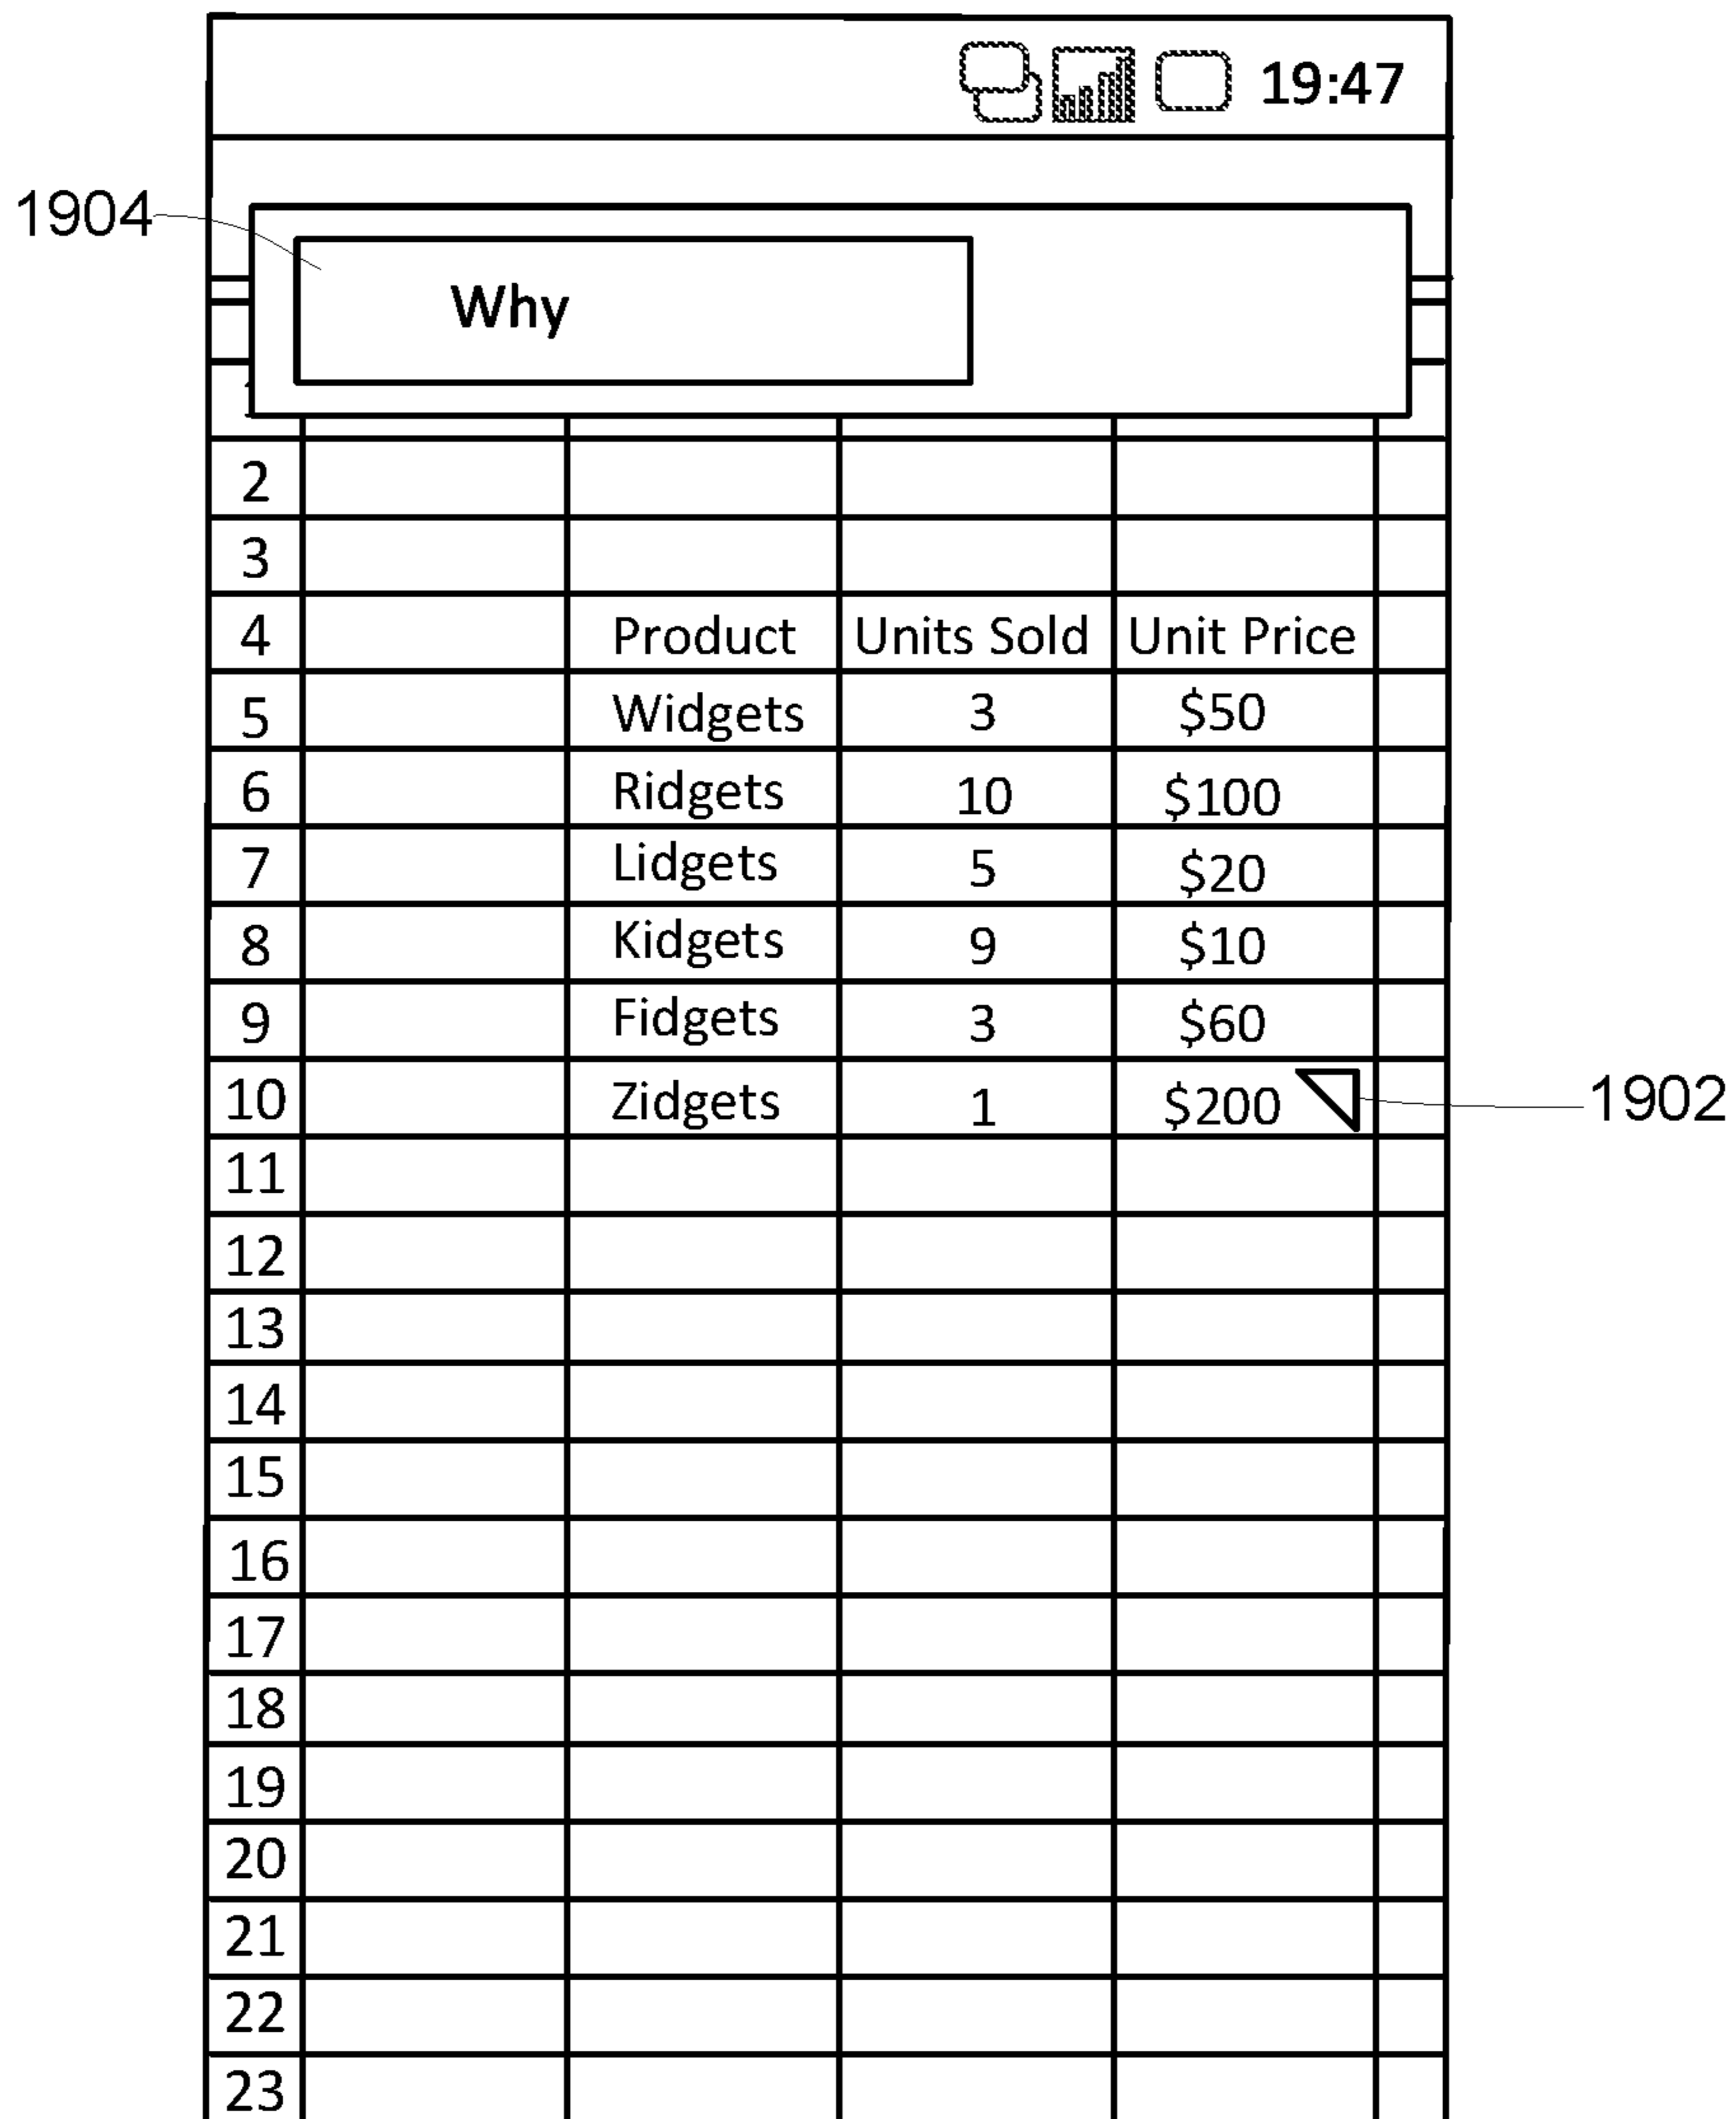 19:47
1904
Why
2
3
4 Product Units Sold Unit Price
5 Widgets 3 $50
6 Ridgets 10 $100
7 Lidgets 5 $20
8 Kidgets 9 $10
9 Fidgets 3 $60
10 Zidgets 1 $200 1902
11
12
13
14
15
16
17
18
19
20
21
22
23